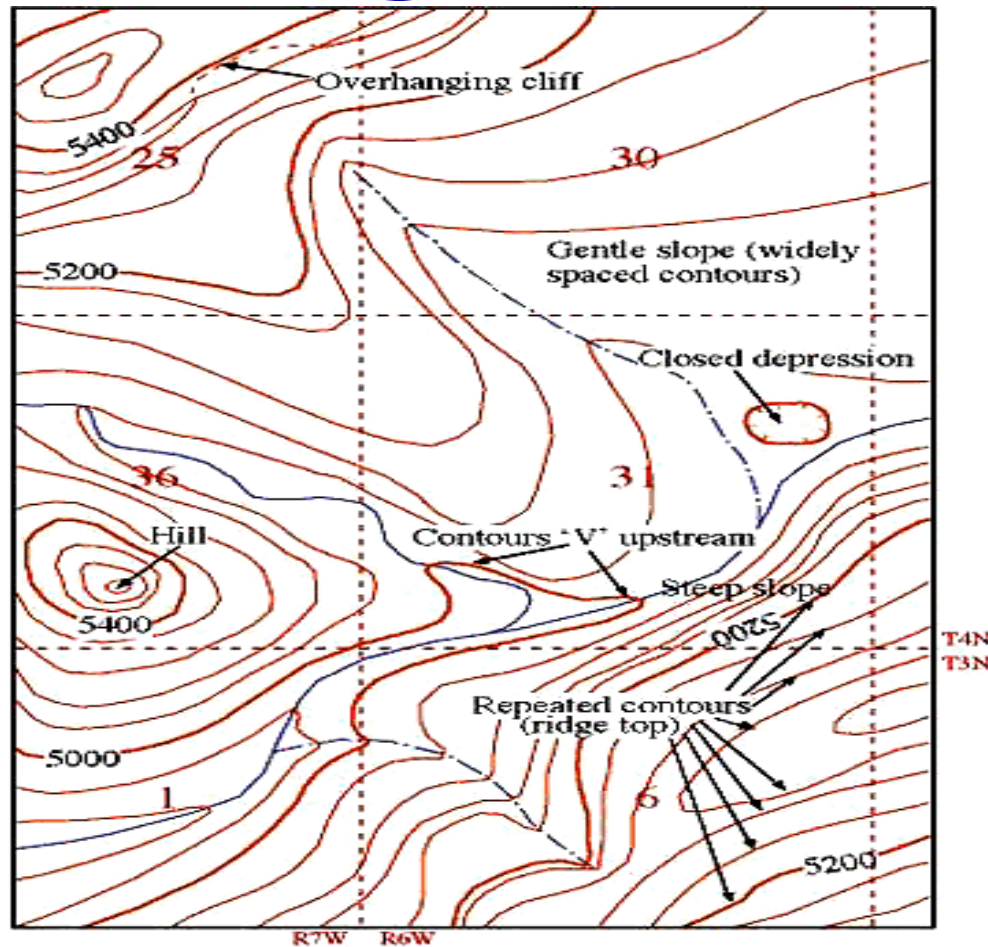 Overhanging cliff
5400
25
30
Gentle slope (widely
spaced contours)
5200
Closed depression
36
31
Hill
Contours "V" upstream
Steep slope
5400
5200
T4N
T3N
Repeated contours
(ridge top)
5000
1
6
5200
R7W R6W